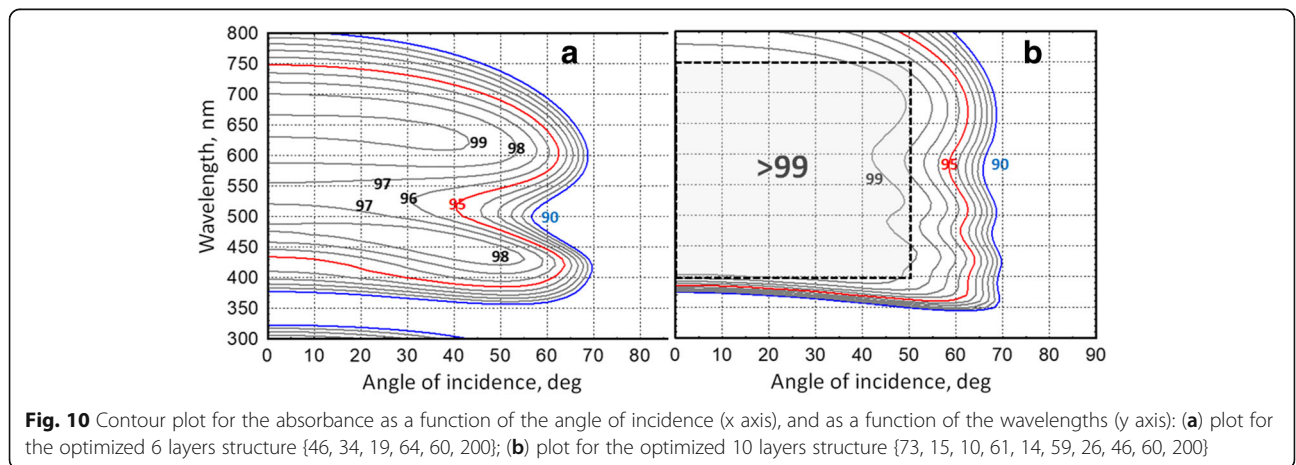 a
b
Wavelength, nm
800
750
700
650
600
550
500
450
400
350
300
99
98
97
96
97
95
90
98
0 10 20 30 40 50 60 70 80
Angle of incidence, deg
>99
99
95
90
0 10 20 30 40 50 60 70 80 90
Angle of incidence, deg
Fig. 10 Contour plot for the absorbance as a function of the angle of incidence (x axis), and as a function of the wavelengths (y axis): (a) plot for
the optimized 6 layers structure {46, 34, 19, 64, 60, 200}; (b) plot for the optimized 10 layers structure {73, 15, 10, 61, 14, 59, 26, 46, 60, 200}